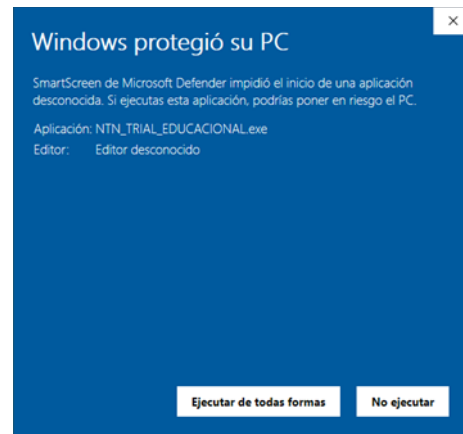 Windows protegió su PC
SmartScreen de Microsoft Defender impidió el inicio de una aplicación
desconocida. Si ejecutas esta aplicación, podrías poner en riesgo el PC.
Aplicación: NTN_TRIAL_EDUCACIONAL.exe
Editor: Editor desconocido
Ejecutar de todas formas
No ejecutar